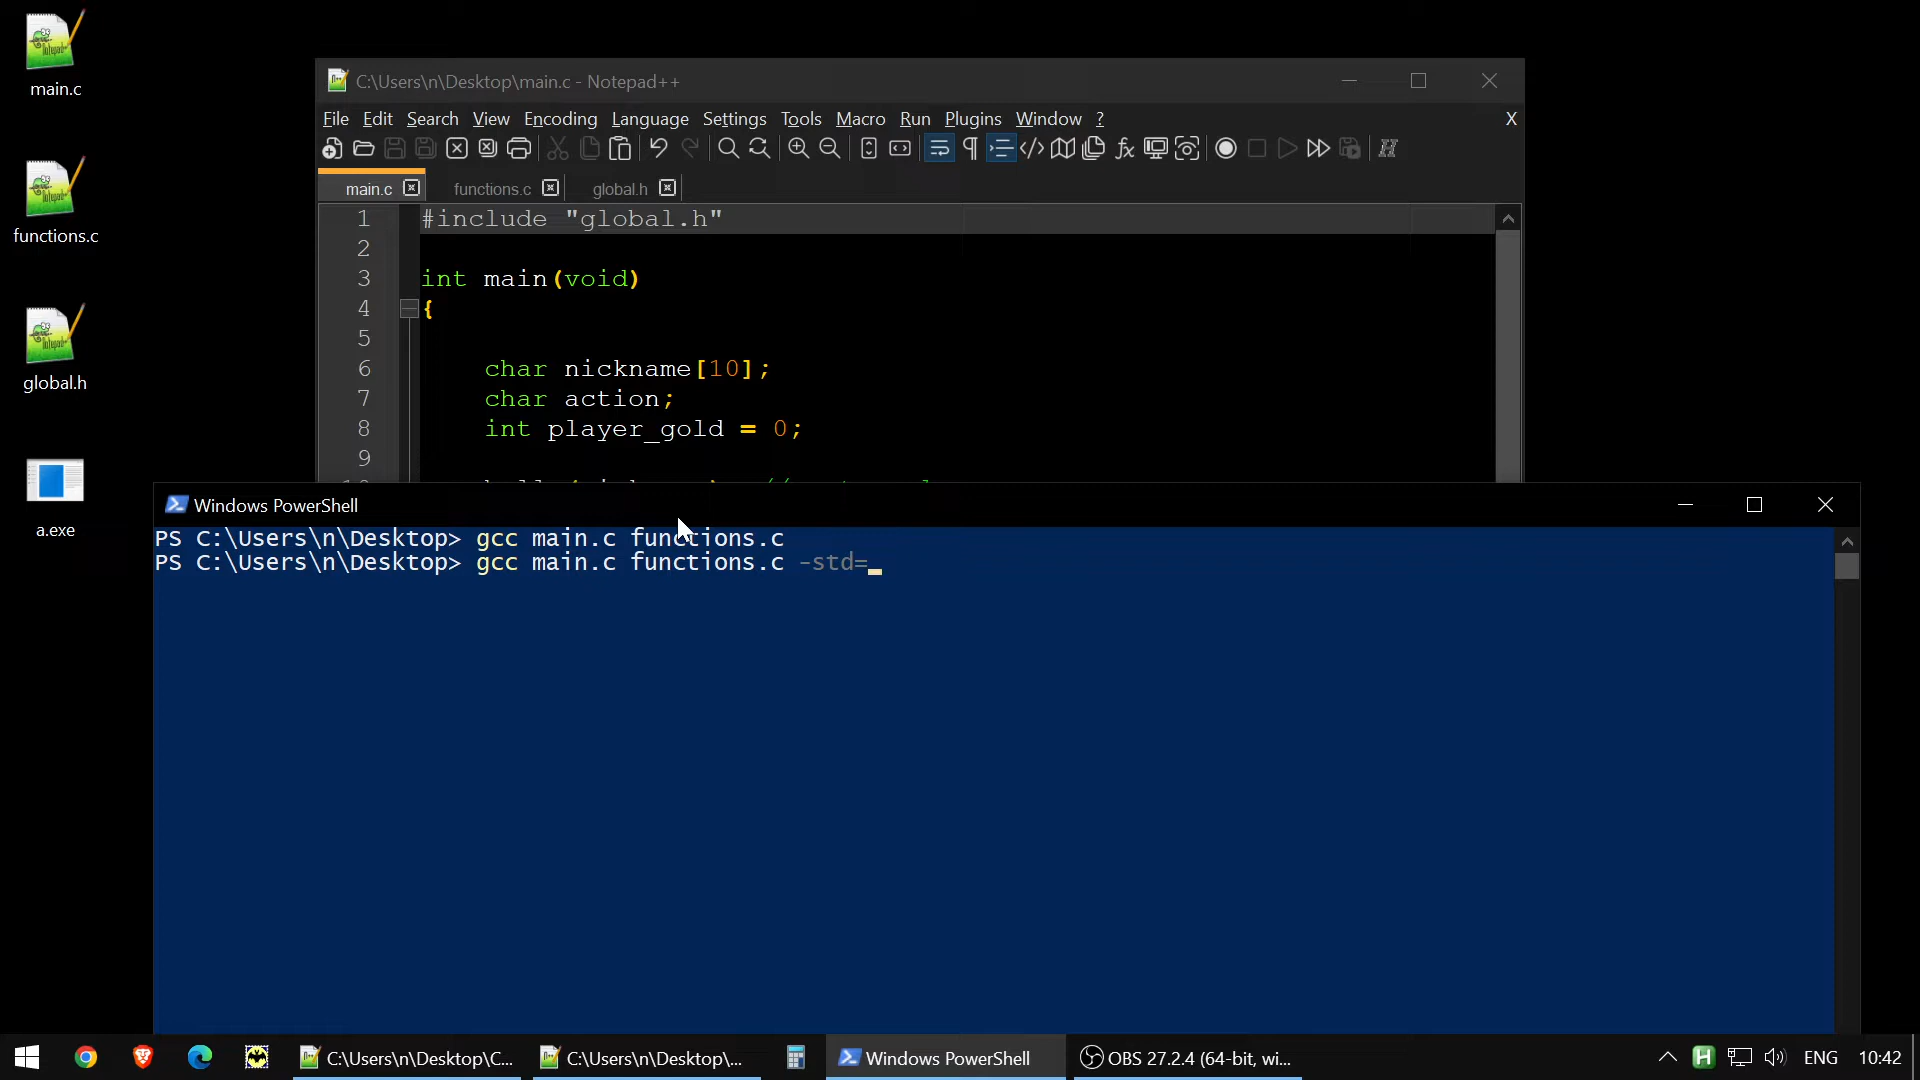 main.c
functions.c
global.h
a.exe
C:\Users\n\Desktop\main.c - Notepad++
File Edit Search View Encoding Language Settings Tools Macro Run Plugins Window ? X
main.c functions.c global.h
1 #include "global.h"
2
3 int main(void)
4 {
5
6 char nickname[10];
7 char action;
8 int player_gold = 0;
9
Windows PowerShell
PS C:\Users\n\Desktop> gcc main.c functions.c
PS C:\Users\n\Desktop> gcc main.c functions.c -std=
C:\Users\n\Desktop\C...
C:\Users\n\Desktop\...
Windows PowerShell
OBS 27.2.4 (64-bit, wi...
ENG 10:42